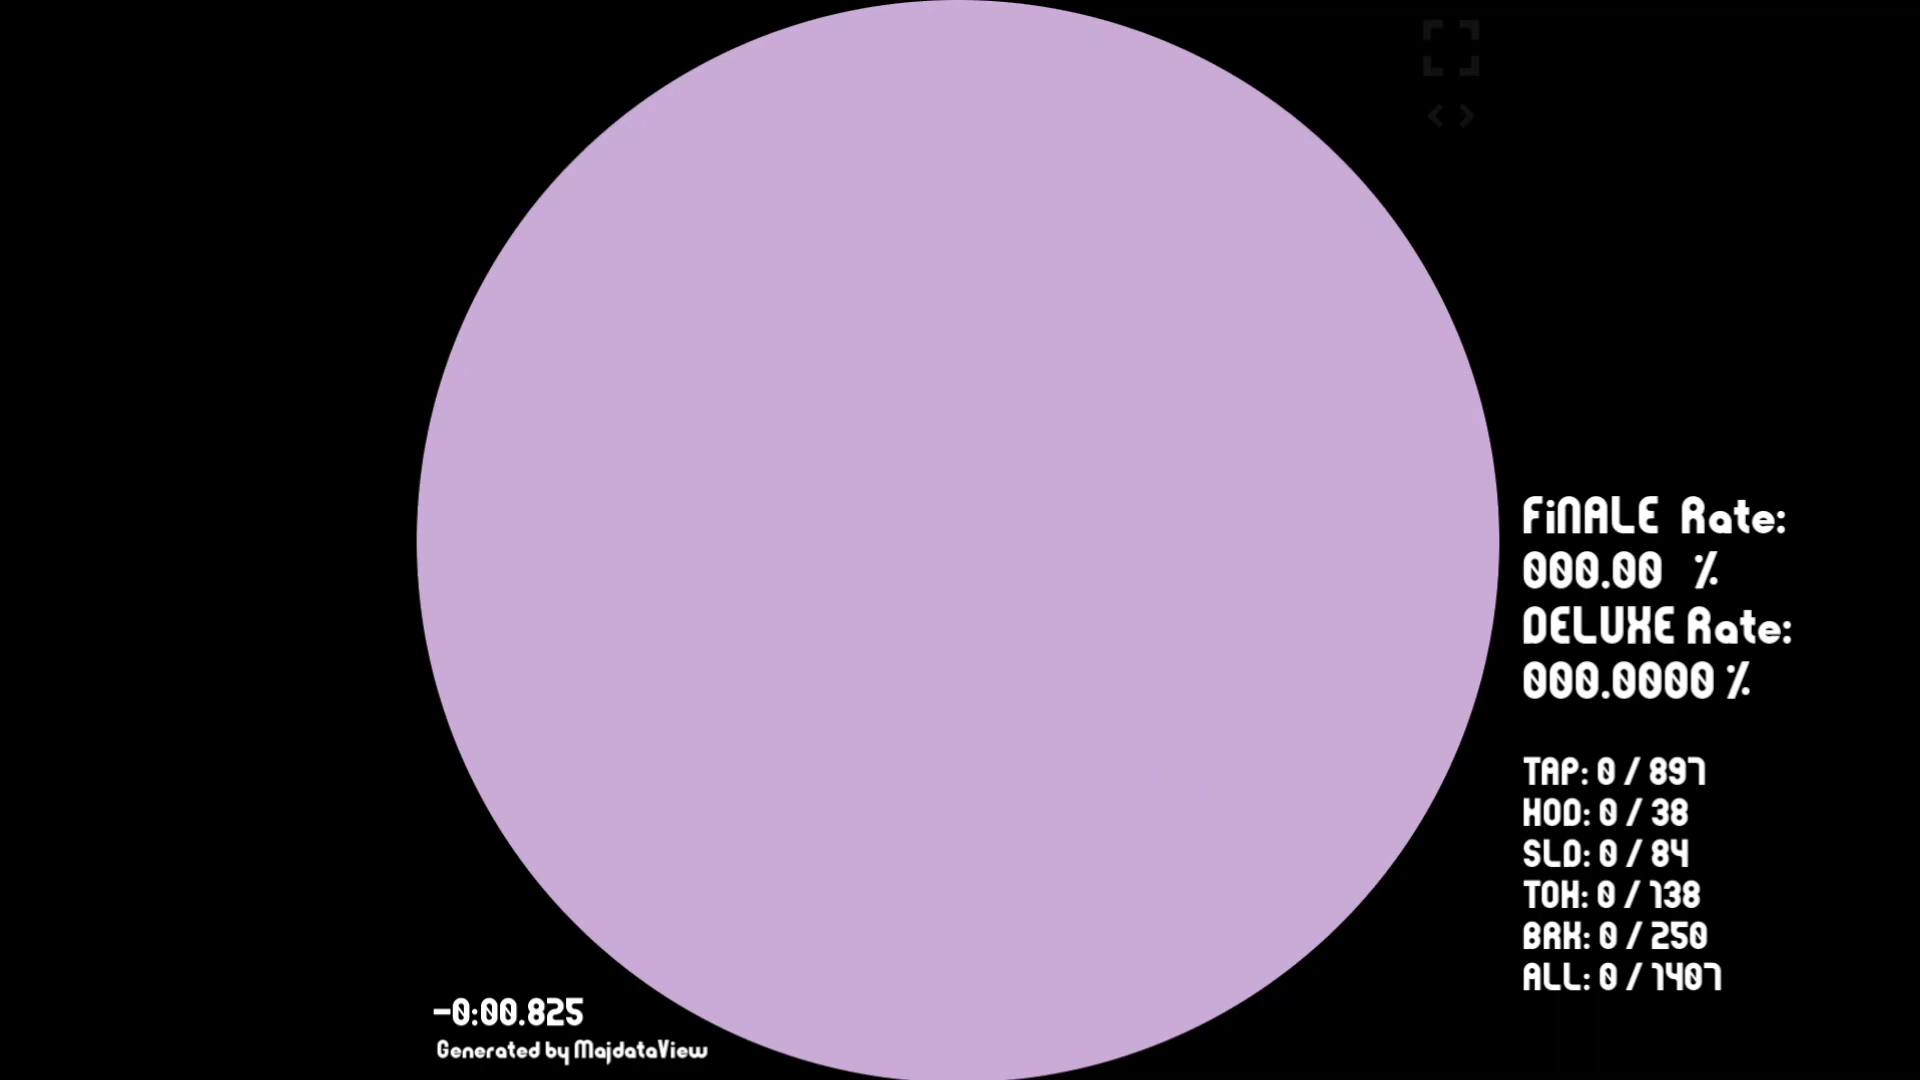 FiNALE Rate:
000.00 %
DELUXE Rate:
000.0000 %
TAP: 0 / 897
HOD: 0 / 38
SLD: 0 / 84
TOH: 0 / 138
BRK: 0 / 250
ALL: 0 / 1407
-0:00.825
Generated by MajdataView